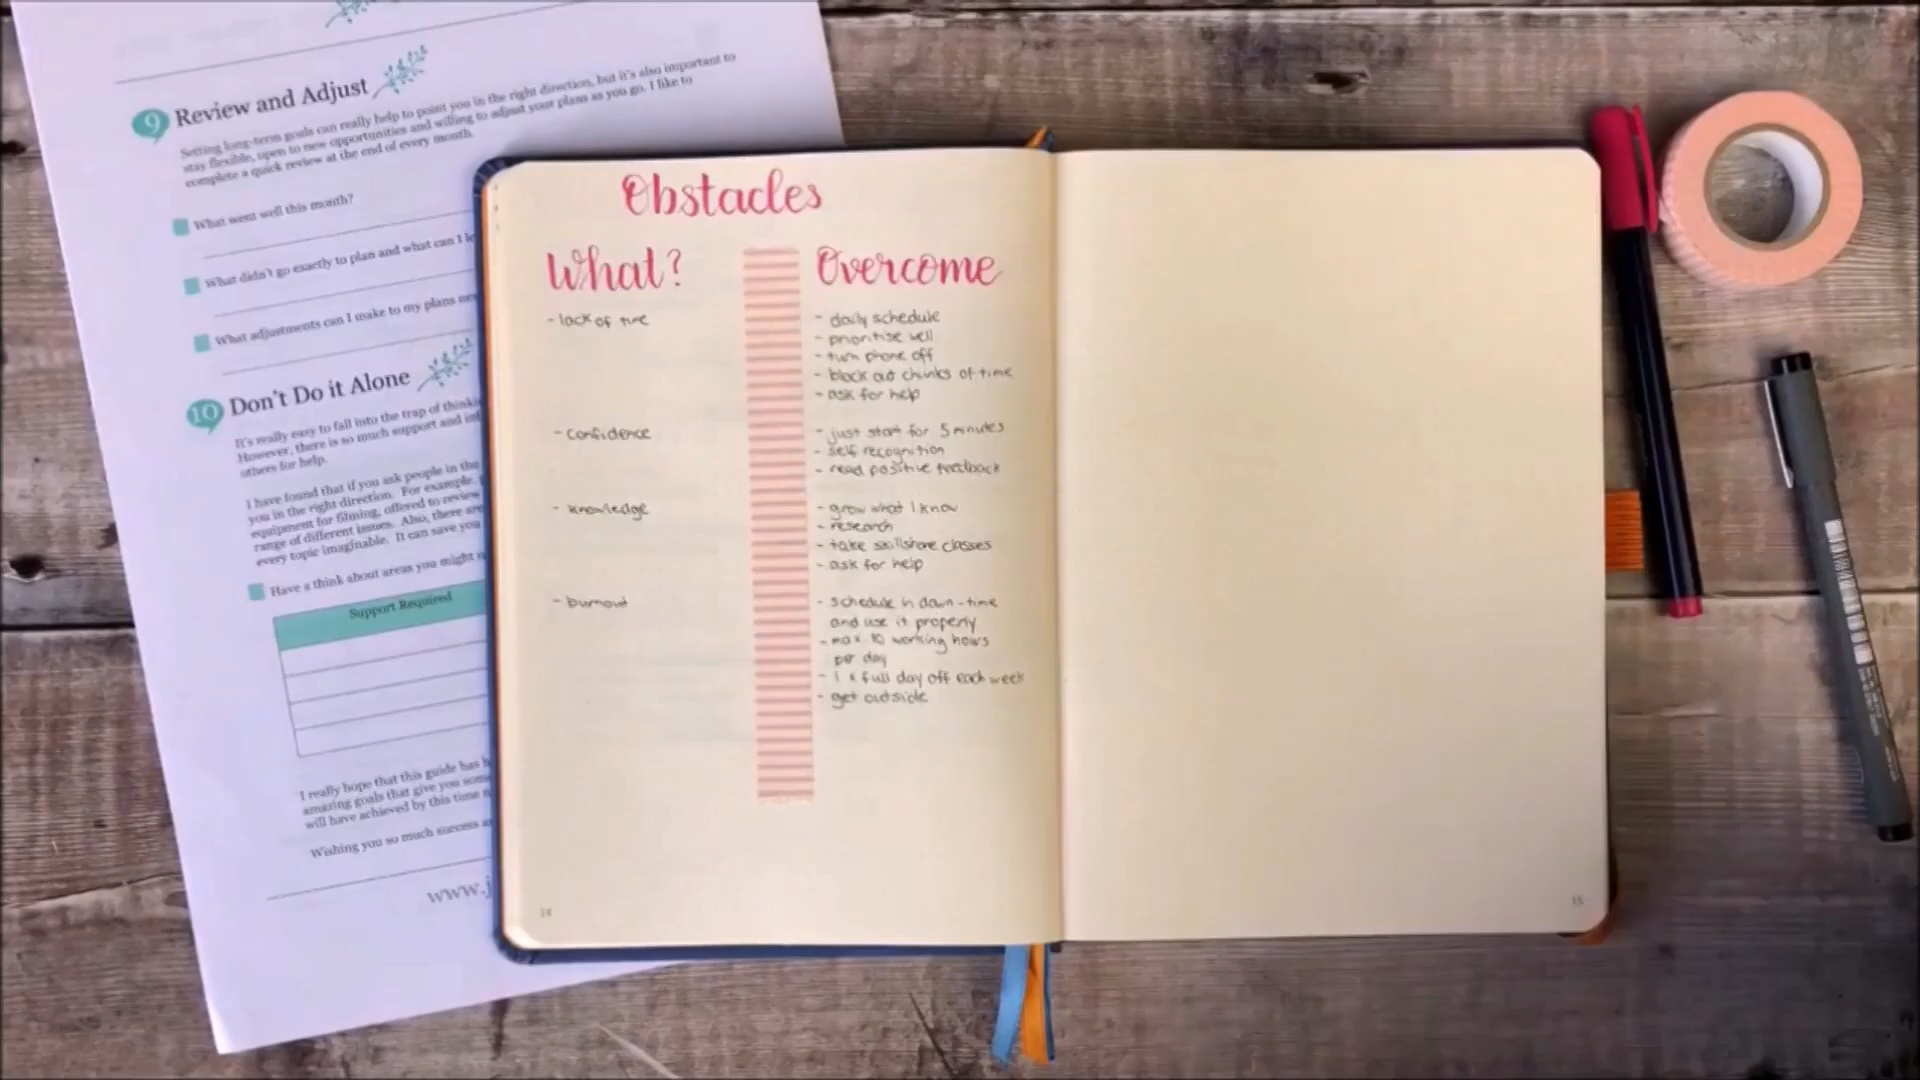 9 Review and Adjust
Setting long-term goals can really help to point you in the right direction, but it's also important to
stay flexible, open to new opportunities and willing to adjust your plans as you go. I like to
complete a quick review at the end of every month.
What went well this month?
What didn't go exactly to plan and what can I
What adjustments can I make to my plans
10 Don't Do it Alone
It's really easy to fall into the trap of
However, there is so much support and
others for help.
I have found that if you ask people in the
you in the right direction. For example,
equipment for filming, offered to review
range of different issues. Also, there are
every topic imaginable. It can save you
Have a think about areas you might
Support Required
I really hope that this guide has
amazing goals that give you
will have achieved by this time
Wishing you so much success
www.j
Obstacles
What?
Overcome
- lack of time
- daily schedule
- prioritise well
- turn phone off
- block out chunks of time
- ask for help
- confidence
- just start for 5 minutes
- self recognition
- read positive feedback
- knowledge
- grow what I know
- research
- take skillshare classes
- ask for help
- burnout
- schedule in down-time
and use it properly
- max 10 working hours
per day
- 1 x full day off each week
- get outside
14
15